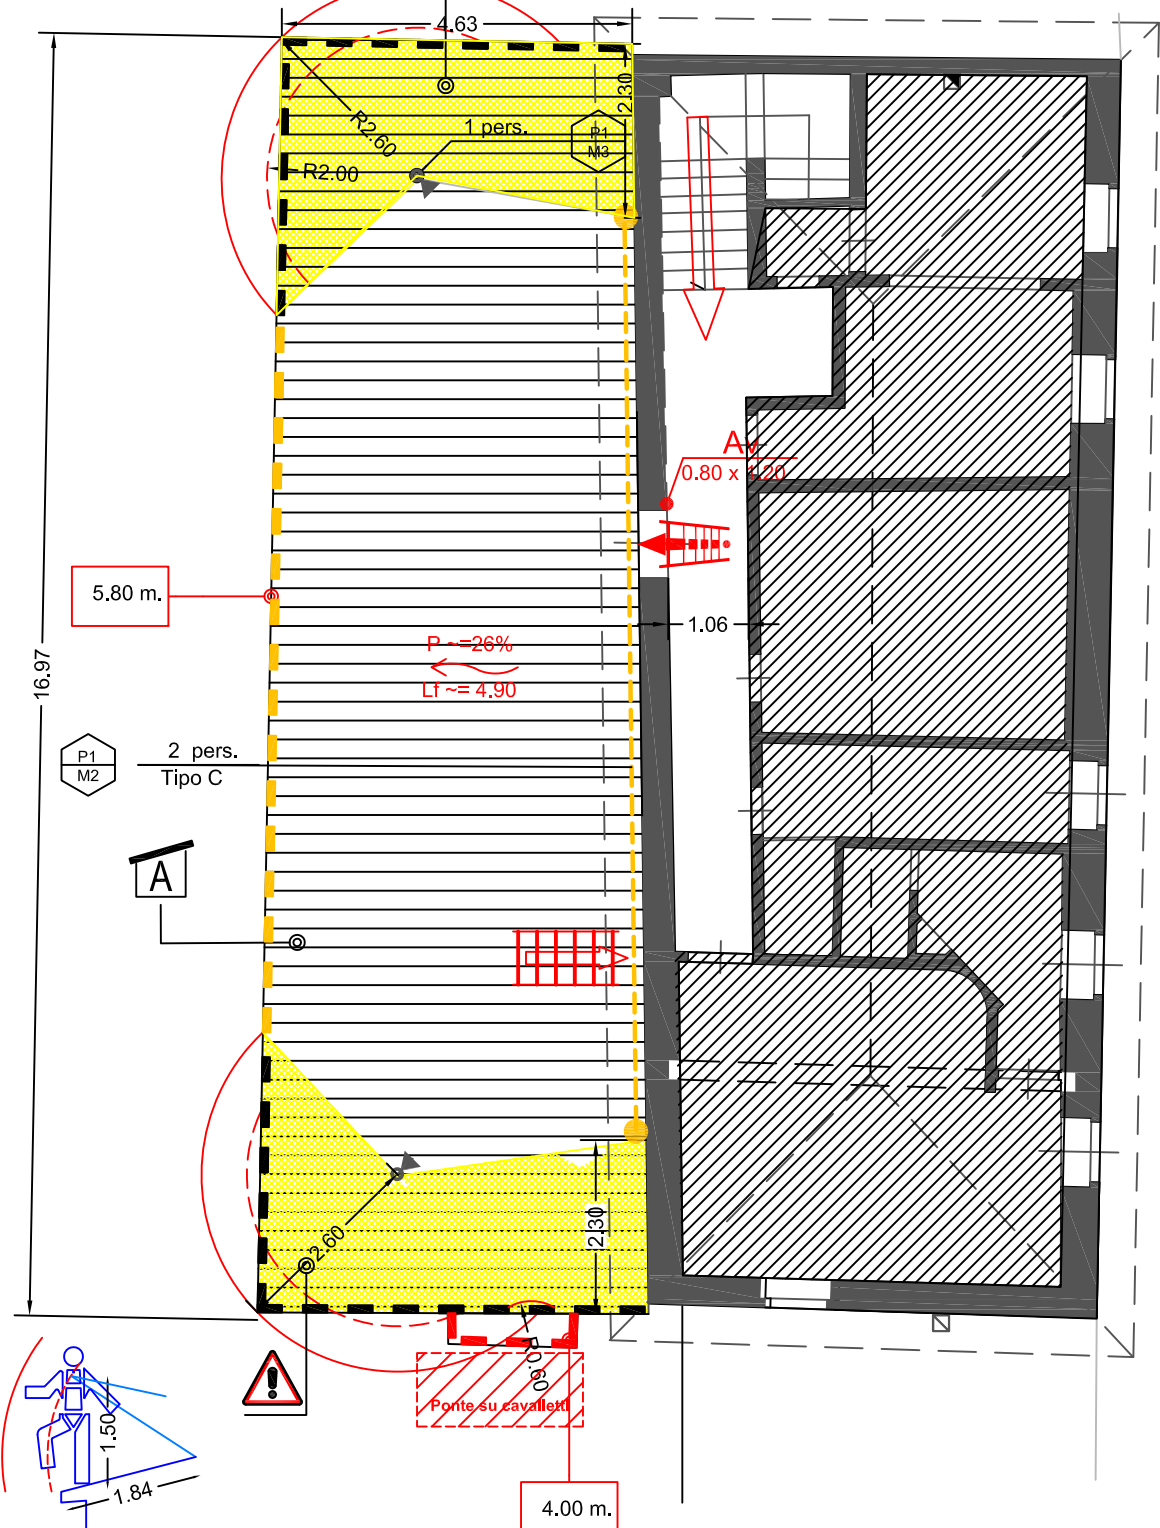 4.63
2.30
R2.60
1 pers.
P1
M3
R2.00
Av
0.80 x 1.20
5.80 m.
1.06
P ~=26%
Lf ~= 4.90
16.97
P1
M2
2 pers.
Tipo C
A
2.60
2.30
R0.60
Ponte su cavalletti
1.50
1.84
4.00 m.